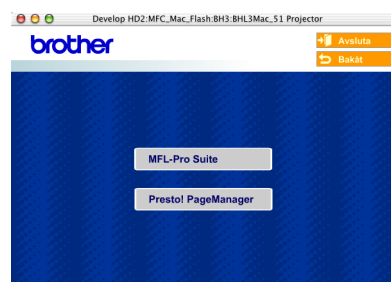 Develop HD2:MFC_Mac_Flash:BH3:BHL3Mac_51 Projector
brother
Avsluta
Bakåt
MFL-Pro Suite
Presto! PageManager